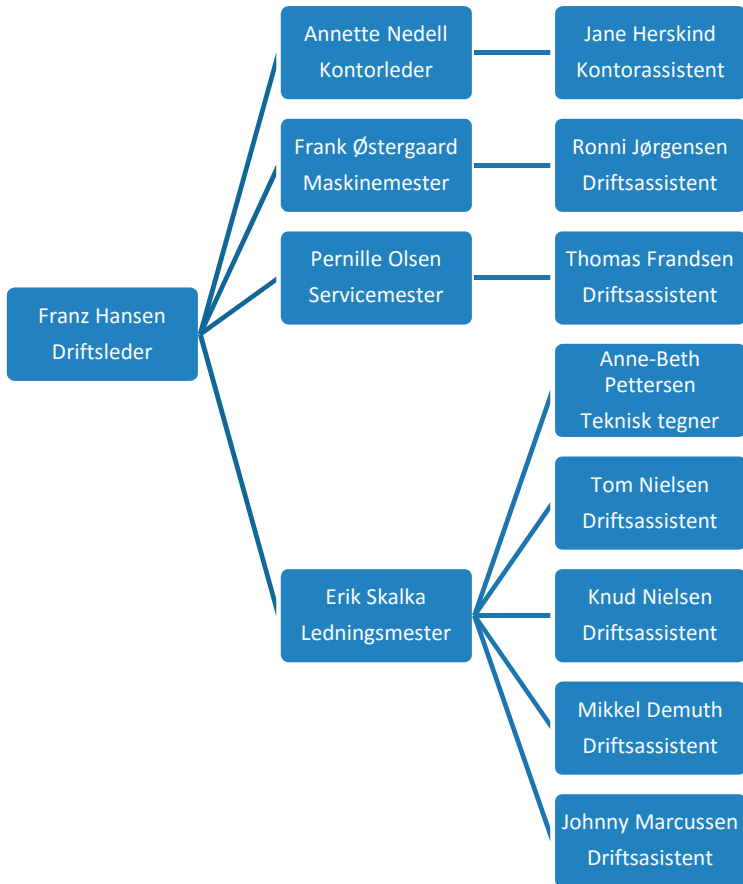 Annette Nedell
Kontorleder
Jane Herskind
Kontorassistent
Frank Østergaard
Maskinemester
Ronni Jørgensen
Driftsassistent
Pernille Olsen
Servicemester
Thomas Frandsen
Driftsassistent
Franz Hansen
Driftsleder
Anne-Beth
Pettersen
Teknisk tegner
Tom Nielsen
Driftsassistent
Erik Skalka
Ledningsmester
Knud Nielsen
Driftsassistent
Mikkel Demuth
Driftsassistent
Johnny Marcussen
Driftsasistent